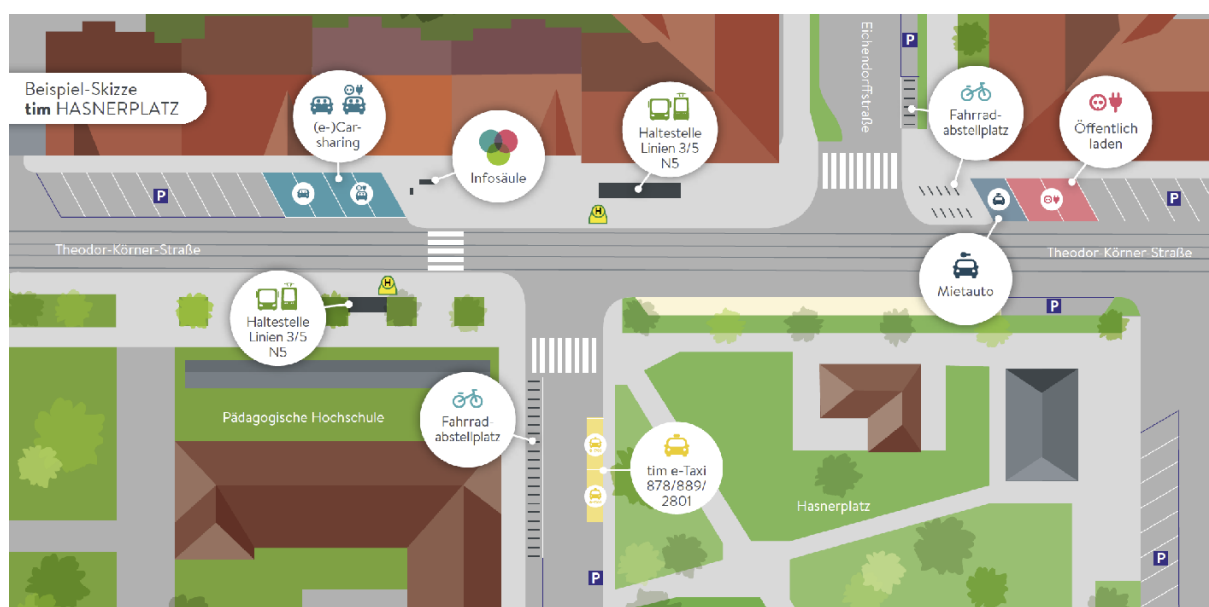 Beispiel-Skizze
tim HASNERPLATZ
(e-)Car-
sharing
Infosäule
Haltestelle
Linien 3/5
N5
Eichendorffstraße
P
Fahrrad-
abstellplatz
Öffentlich
laden
P
P
H
Theodor-Körner-Straße
Theodor-Körner-Straße
Mietauto
H
Haltestelle
Linien 3/5
N5
P
Pädagogische Hochschule
Fahrrad-
abstellplatz
tim e-Taxi
878/889/
2801
Hasnerplatz
P
P